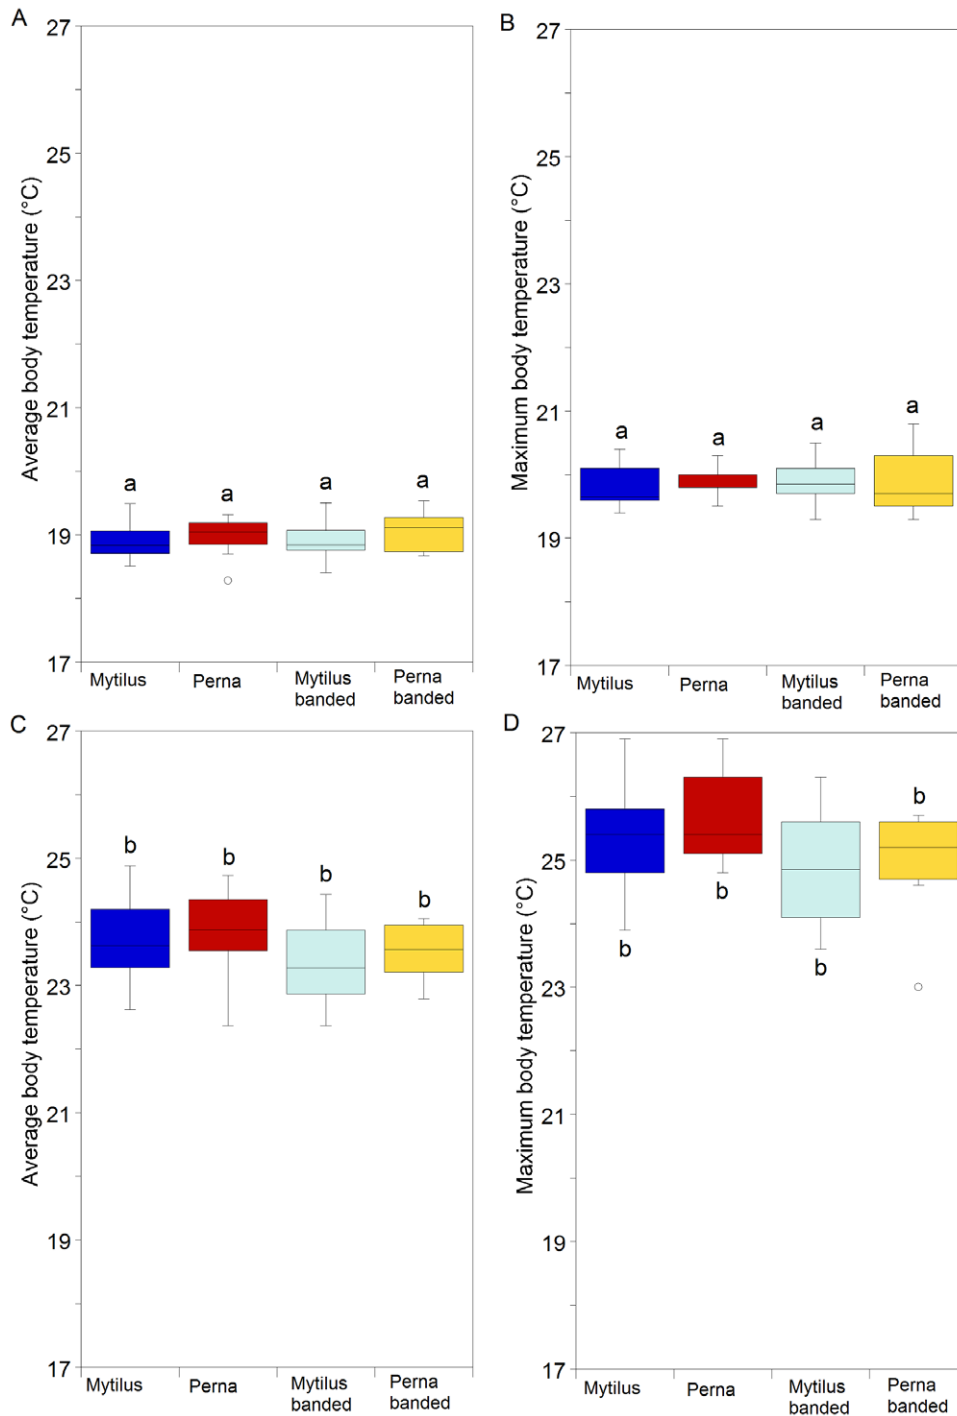 A
Average body temperature (°C)
27
25
23
21
19
17
a
a
a
a
Mytilus
Perna
Mytilus
banded
Perna
banded
B
Maximum body temperature (°C)
27
25
23
21
19
17
a
a
a
a
Mytilus
Perna
Mytilus
banded
Perna
banded
C
Average body temperature (°C)
27
25
23
21
19
17
b
b
b
b
Mytilus
Perna
Mytilus
banded
Perna
banded
D
Maximum body temperature (°C)
27
25
23
21
19
17
b
b
b
b
Mytilus
Perna
Mytilus
banded
Perna
banded